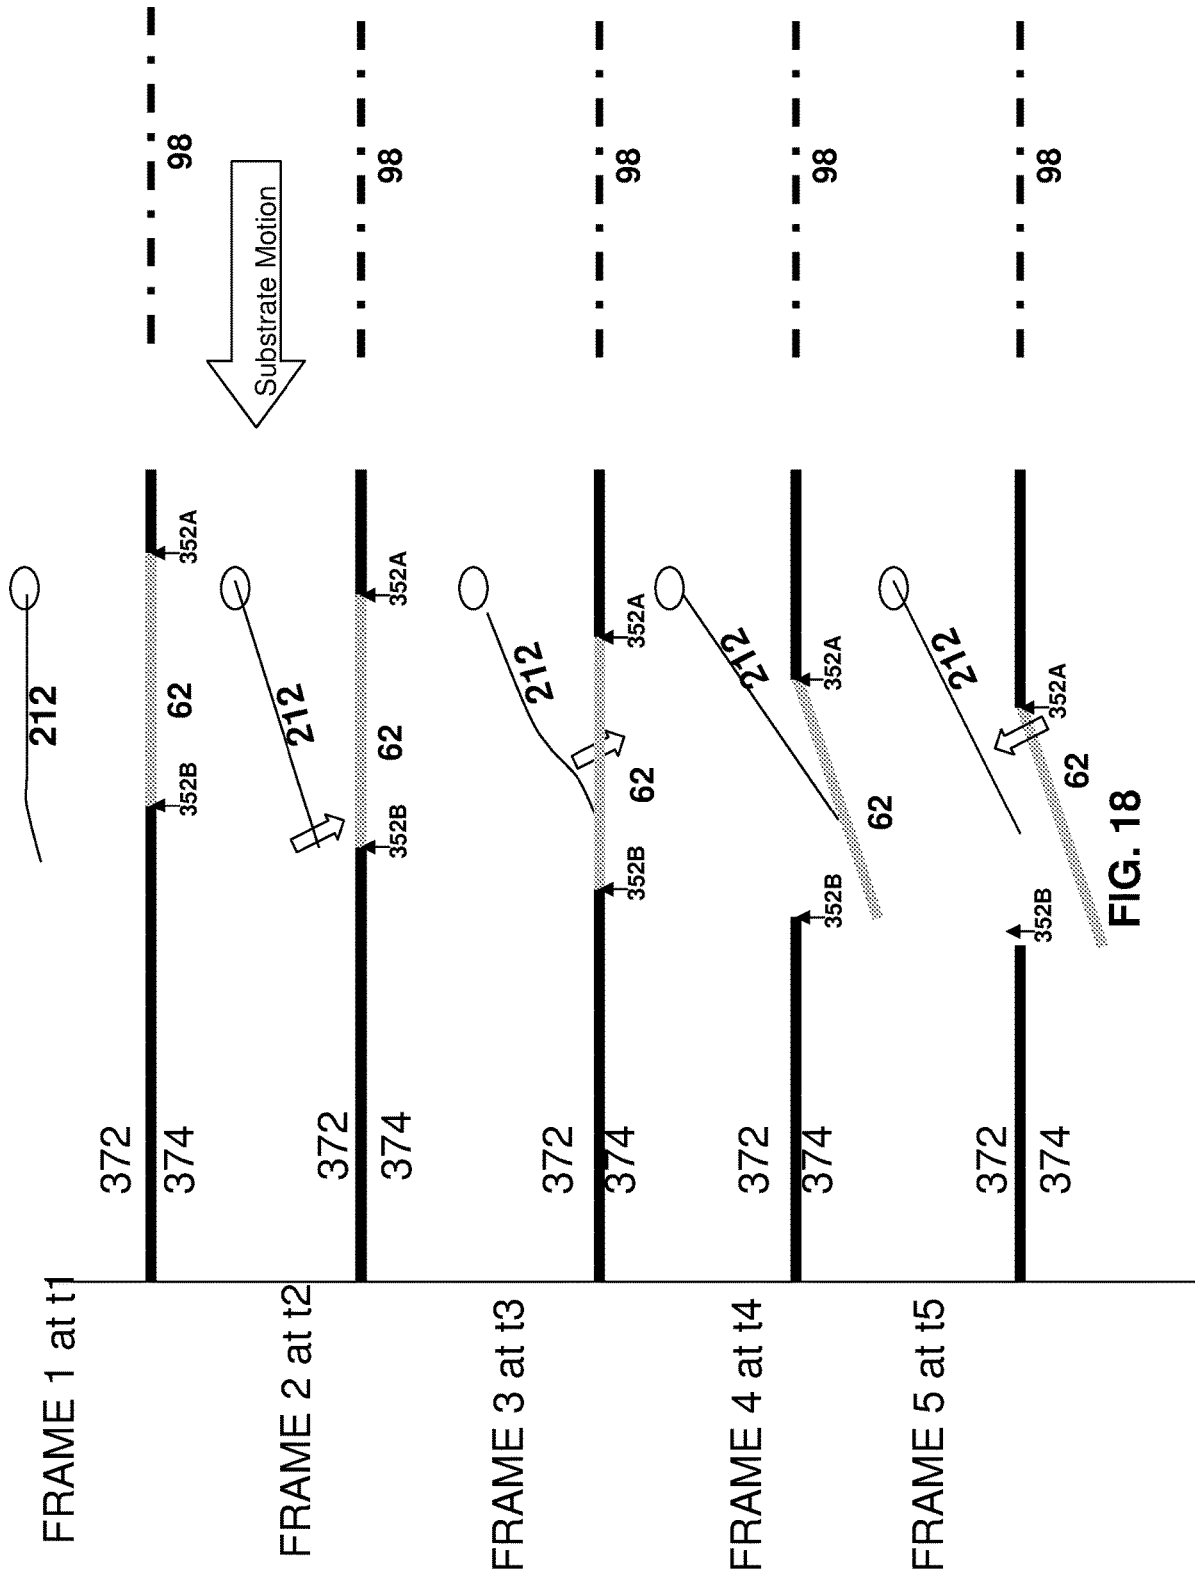 FRAME 1 at t1
372
374
212
62
352B
352A
98
Substrate Motion
FRAME 2 at t2
372
374
212
62
352B
352A
98
FRAME 3 at t3
372
374
212
62
352B
352A
98
FRAME 4 at t4
372
374
212
62
352B
352A
98
FRAME 5 at t5
372
374
212
62
352B
352A
98
FIG. 18